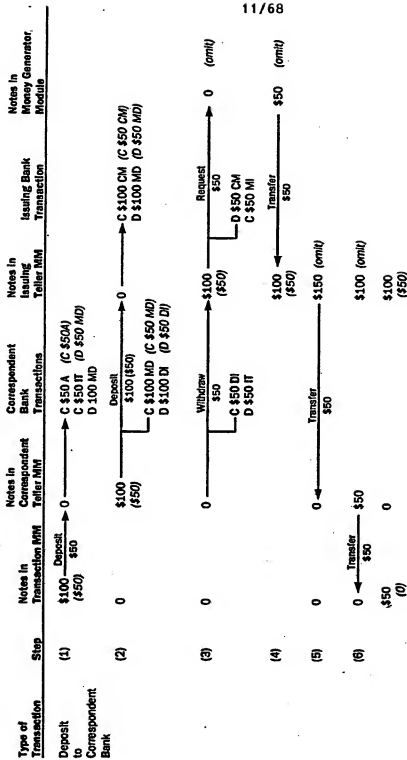 11/68
Type of Transaction
Step
Notes in Transaction MM
Notes in Correspondent Teller MM
Correspondent Bank Transactions
Notes in Issuing Teller MM
Issuing Bank Transaction
Notes in Money Generator Module
Deposit to Correspondent Bank
(1)
$100
($50)
Deposit
$50
0
C $50 A (C $50A)
C $50 IT (D $50 MD)
D 100 MD
(2)
0
$100
($50)
Deposit
$100 ($50)
C $100 MD (C $50 MD)
D $100 DI (D $50 DI)
0
C $100 CM (C $50 CM)
D $100 MD (D $50 MD)
(3)
0
0
Withdraw
$50
C $50 DI
D $50 IT
$100
($50)
Request
$50
D $50 CM
C $50 MI
0 (omit)
(4)
$100
($50)
Transfer
$50
$50 (omit)
(5)
0
0
Transfer
$50
$150 (omit)
(6)
0
Transfer
$50
$50
$100 (omit)
$50
(0)
0
$100
($50)